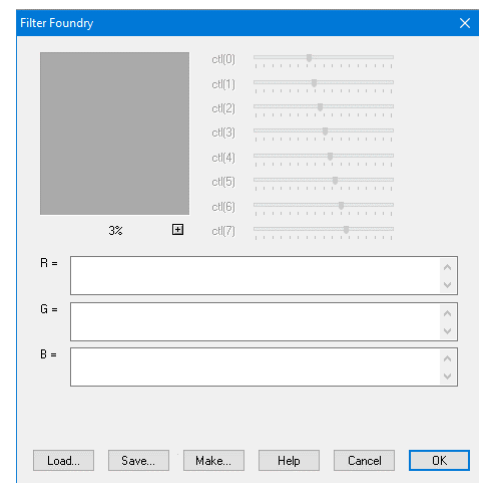 Filter Foundry
ctl(0)
ctl(1)
ctl(2)
ctl(3)
ctl(4)
ctl(5)
ctl(6)
ctl(7)
3%
R =
G =
B =
Load... Save... Make... Help Cancel OK